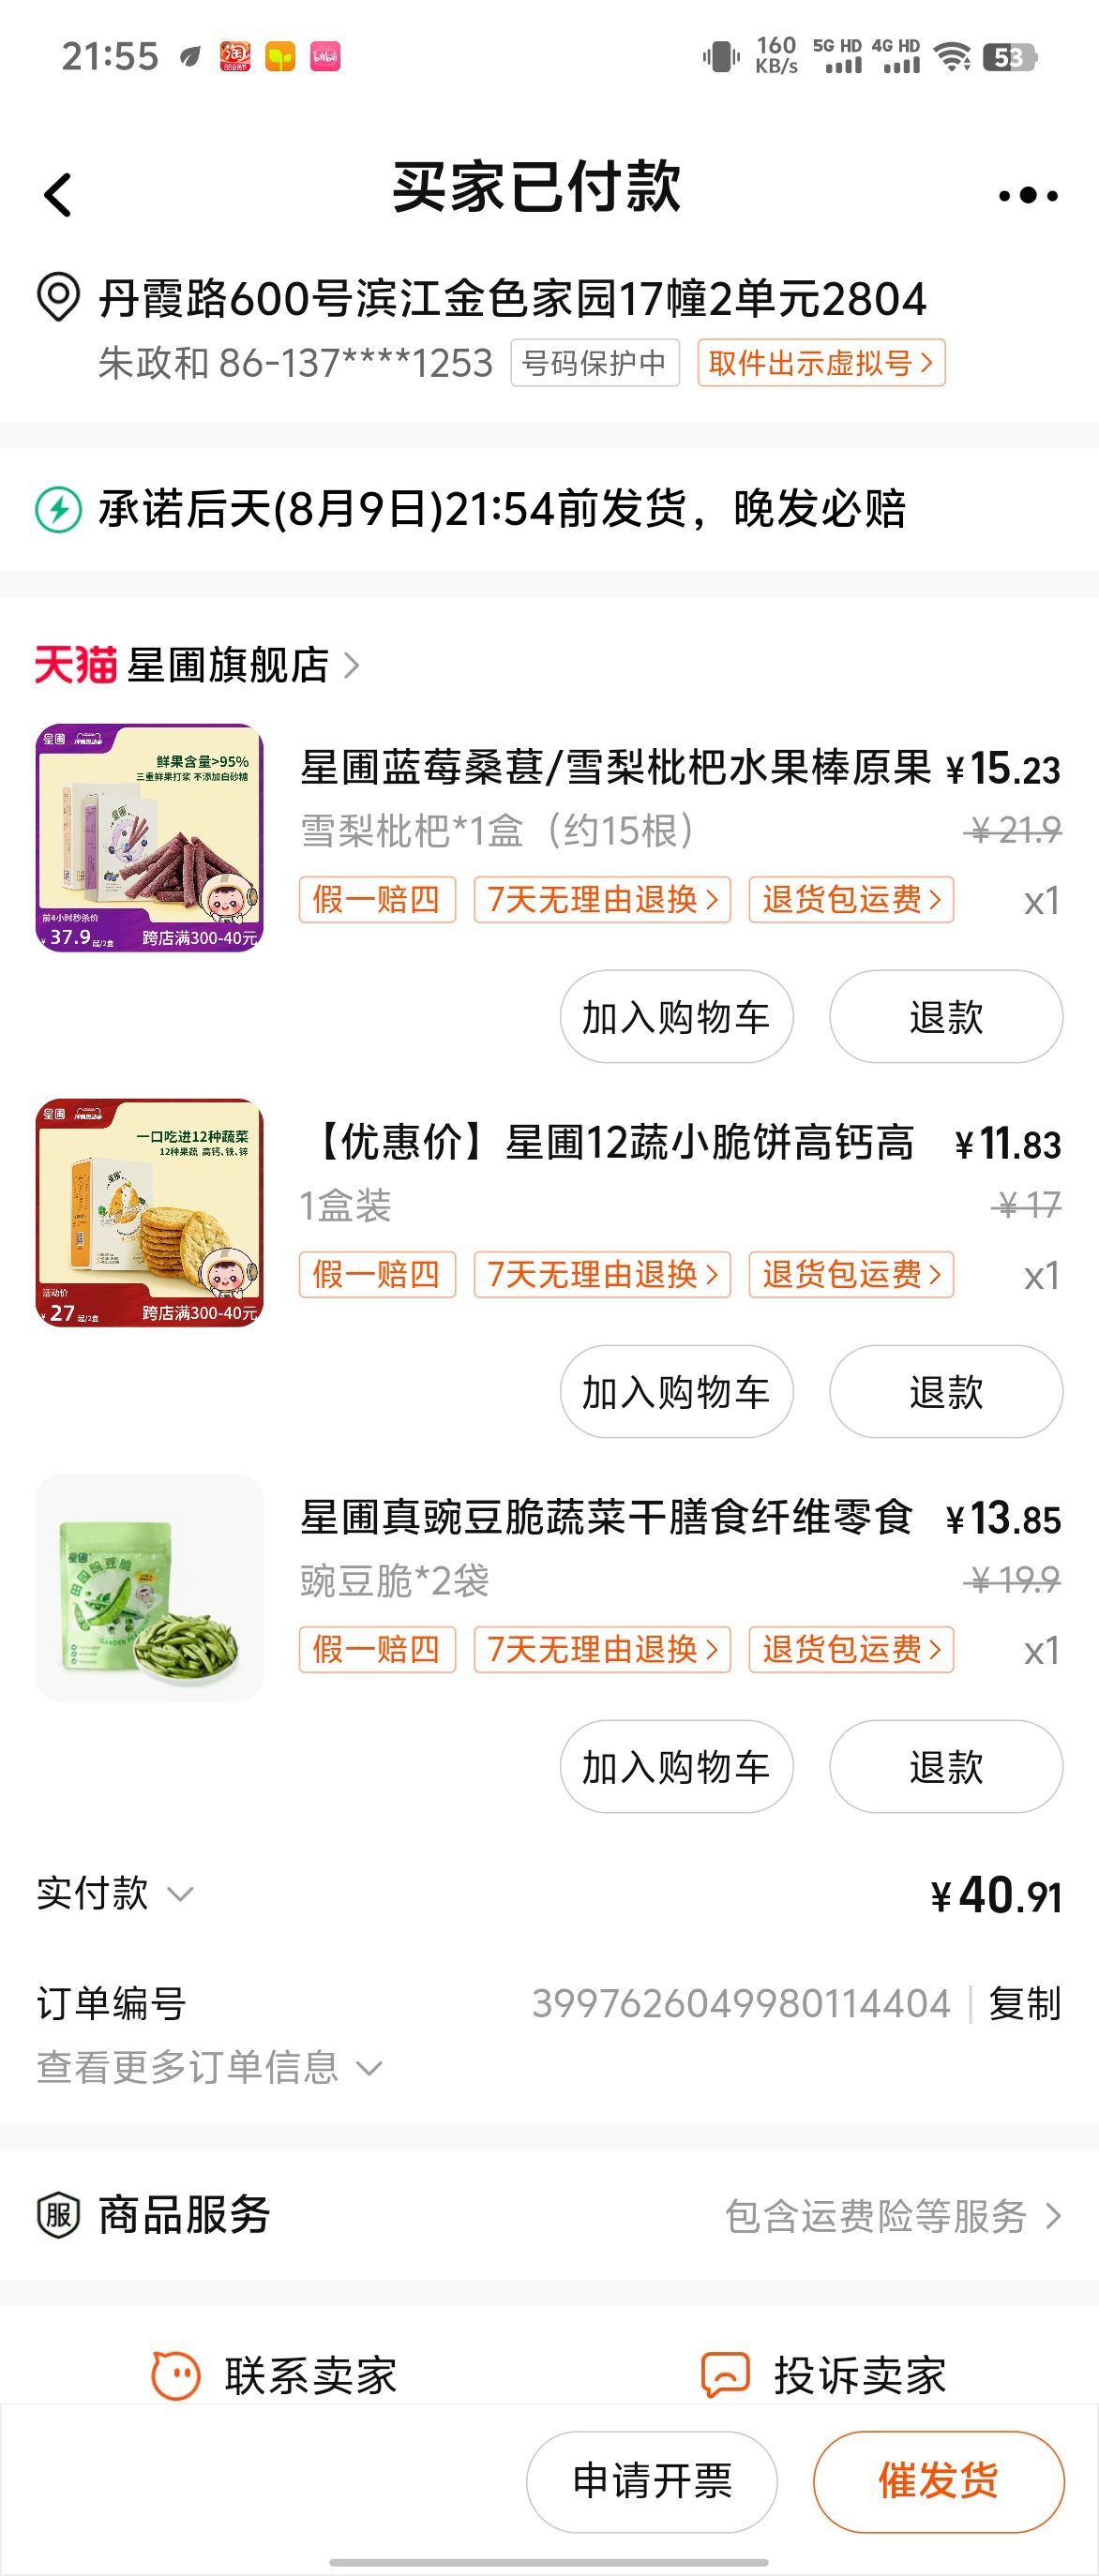 21:55
160 KB/s 5G HD 4G HD 53
买家已付款
丹霞路600号滨江金色家园17幢2单元2804
朱政和 86-137****1253 号码保护中 取件出示虚拟号
承诺后天(8月9日)21:54前发货，晚发必赔
天猫 星圃旗舰店
星圃
鲜果含量>95%
三重鲜果打浆 不添加白砂糖
前4小时秒杀价
¥37.9起/2盒 跨店满300-40元
星圃蓝莓桑葚/雪梨枇杷水果棒原果 ¥15.23
雪梨枇杷*1盒（约15根） ¥21.9
假一赔四 7天无理由退换 退货包运费 x1
加入购物车 退款
星圃
一口吃进12种蔬菜
12种果蔬 高钙、铁、锌
活动价
¥27起/2盒 跨店满300-40元
【优惠价】星圃12蔬小脆饼高钙高 ¥11.83
1盒装 ¥17
假一赔四 7天无理由退换 退货包运费 x1
加入购物车 退款
星圃
田园豌豆脆
星圃真豌豆脆蔬菜干膳食纤维零食 ¥13.85
豌豆脆*2袋 ¥19.9
假一赔四 7天无理由退换 退货包运费 x1
加入购物车 退款
实付款 ¥40.91
订单编号 3997626049980114404 复制
查看更多订单信息
服 商品服务 包含运费险等服务
联系卖家 投诉卖家
申请开票 催发货